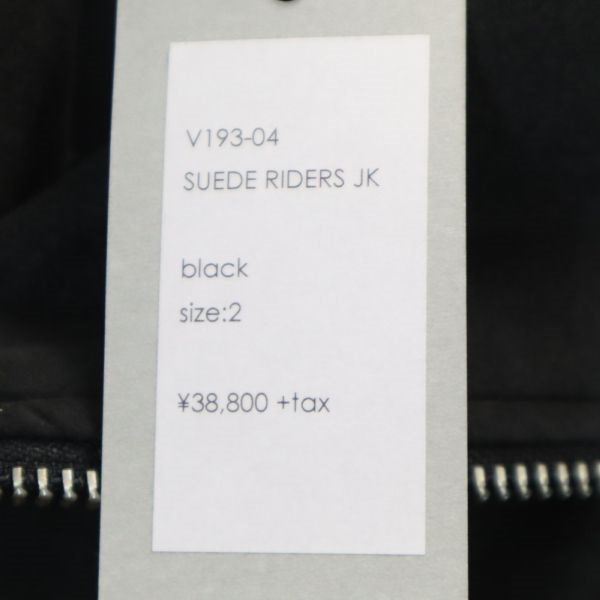 V193-04
SUEDE RIDERS JK
black
size:2
¥38,800 +tax